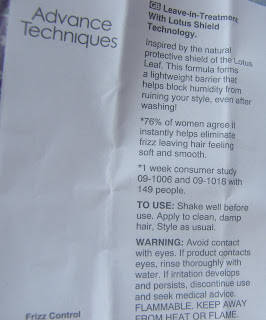 Advance
Techniques
GB Leave-in-Treatment
With Lotus Shield
Technology.
Inspired by the natural
protective shield of the Lotus
Leaf. This formula forms
a lightweight barrier that
helps block humidity from
ruining your style, even after
washing!
*76% of women agree it
instantly helps eliminate
frizz leaving hair feeling
soft and smooth.
*1 week consumer study
09-1006 and 09-1018 with
149 people.
TO USE: Shake well before
use. Apply to clean, damp
hair, Style as usual.
WARNING: Avoid contact
with eyes. If product contacts
eyes, rinse thoroughly with
water. If irritation develops
and persists, discontinue use
and seek medical advice.
FLAMMABLE. KEEP AWAY
FROM HEAT OR FLAME.
Frizz Control